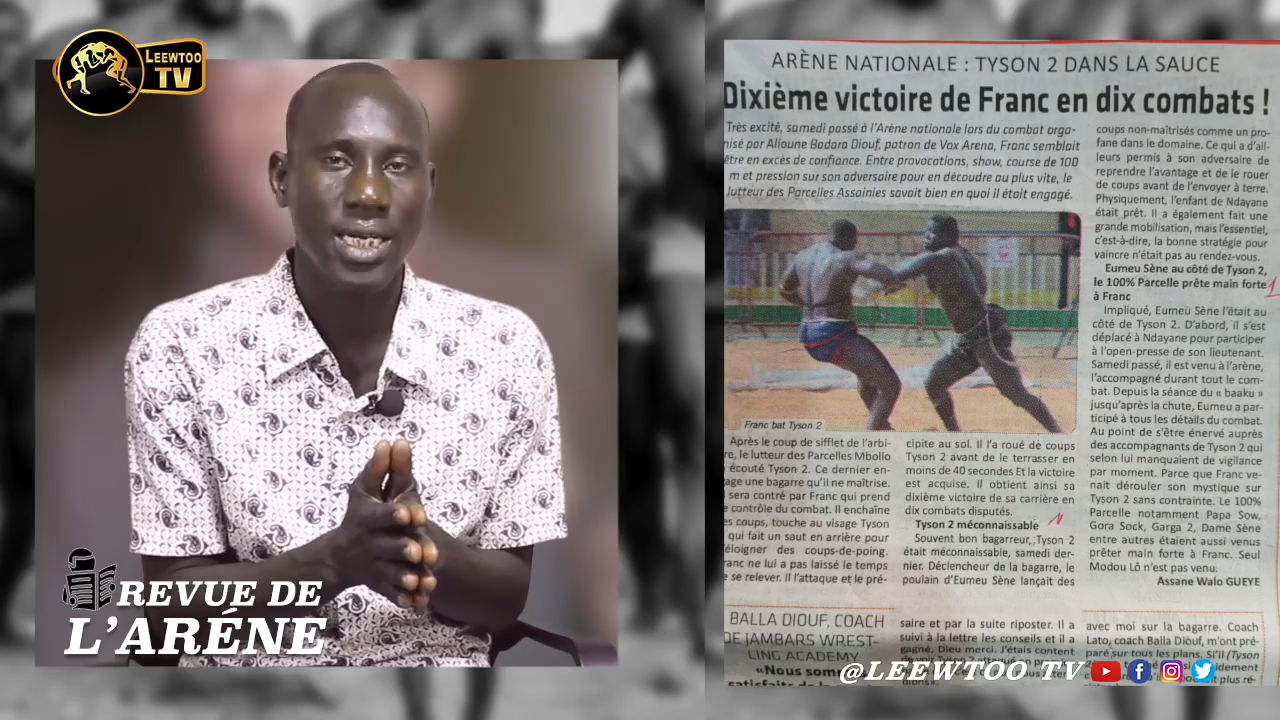 LEEWTOO
TV
REVUE DE
L'ARÉNE
ARÈNE NATIONALE : TYSON 2 DANS LA SAUCE
Dixième victoire de Franc en dix combats !
Très excité, samedi passé à l'Arène nationale lors du combat orga-
nisé par Alioune Badara Diouf, patron de Vox Arena, Franc semblait
être en excès de confiance. Entre provocations, show, course de 100
m et pression sur son adversaire pour en découdre au plus vite, le
lutteur des Parcelles Assainies savait bien en quoi il était engagé.
Franc bat Tyson 2
Après le coup de sifflet de l'arbi-
re, le lutteur des Parcelles Mbollo
écouté Tyson 2. Ce dernier en-
gage une bagarre qu'il ne maîtrise.
sera contré par Franc qui prend
contrôle du combat. Il enchaîne
es coups, touche au visage Tyson
qui fait un saut en arrière pour
éloigner des coups-de-poing.
ranc ne lui a pas laissé le temps
e se relever. Il l'attaque et le pré-
cipite au sol. Il l'a roué de coups
Tyson 2 avant de le terrasser en
moins de 40 secondes Et la victoire
est acquise. Il obtient ainsi sa
dixième victoire de sa carrière en
dix combats disputés.
Tyson 2 méconnaissable
Souvent bon bagarreur, Tyson 2
était méconnaissable, samedi der-
nier. Déclencheur de la bagarre, le
poulain d'Eumeu Sène lançait des
coups non-maîtrisés comme un pro-
fane dans le domaine. Ce qui a d'ail-
leurs permis à son adversaire de
reprendre l'avantage et de le rouer
de coups avant de l'envoyer à terre.
Physiquement, l'enfant de Ndayane
était prêt. Il a également fait une
grande mobilisation, mais l'essentiel,
c'est-à-dire, la bonne stratégie pour
vaincre n'était pas au rendez-vous.
Eumeu Sène au côté de Tyson 2,
le 100% Parcelle prête main forte
à Franc
Impliqué, Eumeu Sène l'était au
côté de Tyson 2. D'abord, il s'est
déplacé à Ndayane pour participer
à l'open-presse de son lieutenant.
Samedi passé, il est venu à l'arène,
l'accompagné durant tout le com-
bat. Depuis la séance du « baaku »
jusqu'après la chute, Eumeu a par-
ticipé à tous les détails du combat.
Au point de s'être énervé auprès
des accompagnants de Tyson 2 qui
selon lui manquaient de vigilance
par moment. Parce que Franc ve-
nait dérouler son mystique sur
Tyson 2 sans contrainte. Le 100%
Parcelle notamment Papa Sow,
Gora Sock, Garga 2, Dame Sène
entre autres étaient aussi venus
prêter main forte à Franc. Seul
Modou Lô n'est pas venu.
Assane Walo GUEYE
BALLA DIOUF, COACH
DE JAMBARS WREST-
LING ACADEMY
«Nous
saire et par la suite riposter. Il a
suivi à la lettre les conseils et il a
gagné. Dieu merci. J'étais content
avec moi sur la bagarre. Coach
Lato, coach Balla Diouf, m'ont pré-
paré sur tous les plans. S'il (Tyson
@LEEWTOO TV